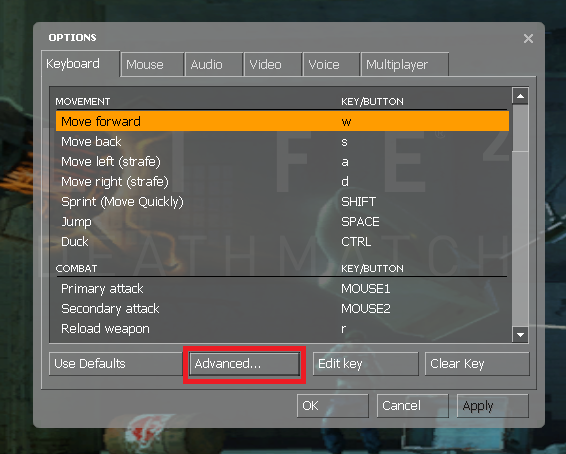 OPTIONS
Keyboard Mouse Audio Video Voice Multiplayer
MOVEMENT KEY/BUTTON
Move forward w
Move back s
Move left (strafe) a
Move right (strafe) d
Sprint (Move Quickly) SHIFT
Jump SPACE
Duck CTRL
COMBAT KEY/BUTTON
Primary attack MOUSE1
Secondary attack MOUSE2
Reload weapon r
Use Defaults Advanced... Edit key Clear Key
OK Cancel Apply
I F E 2
DEATHMATCH